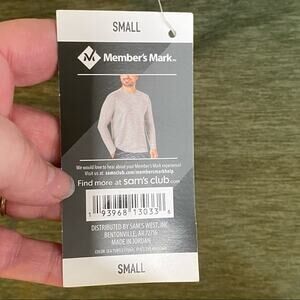 SMALL
Member's Mark™
We would love to hear about your Member's Mark experience!
Visit us at: samsclub.com/membersmarkhelp
Find more at sam's club.com
1 93968 13033
DISTRIBUTED BY SAM'S WEST, INC.
BENTONVILLE, AR 72716
MADE IN JORDAN
SMALL